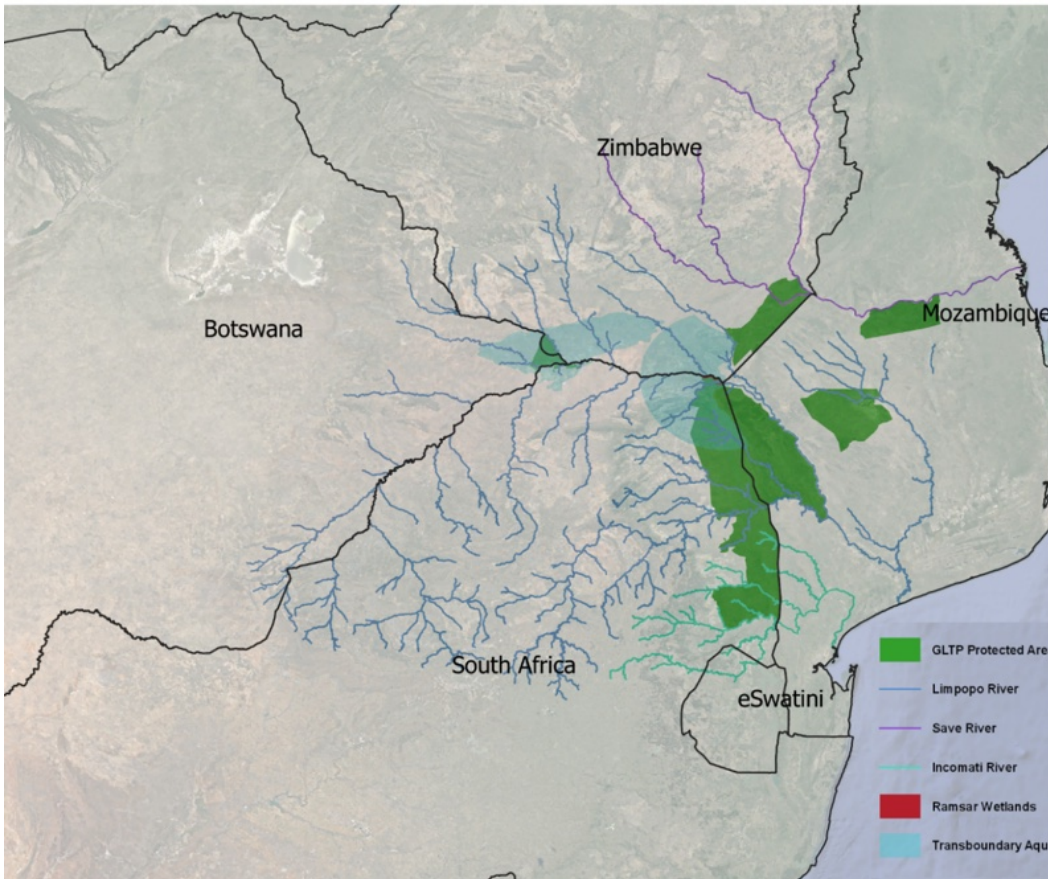 Zimbabwe
Botswana
Mozambique
South Africa
eSwatini
GLTP Protected Are
Limpopo River
Save River
Incomati River
Ramsar Wetlands
Transboundary Aqu